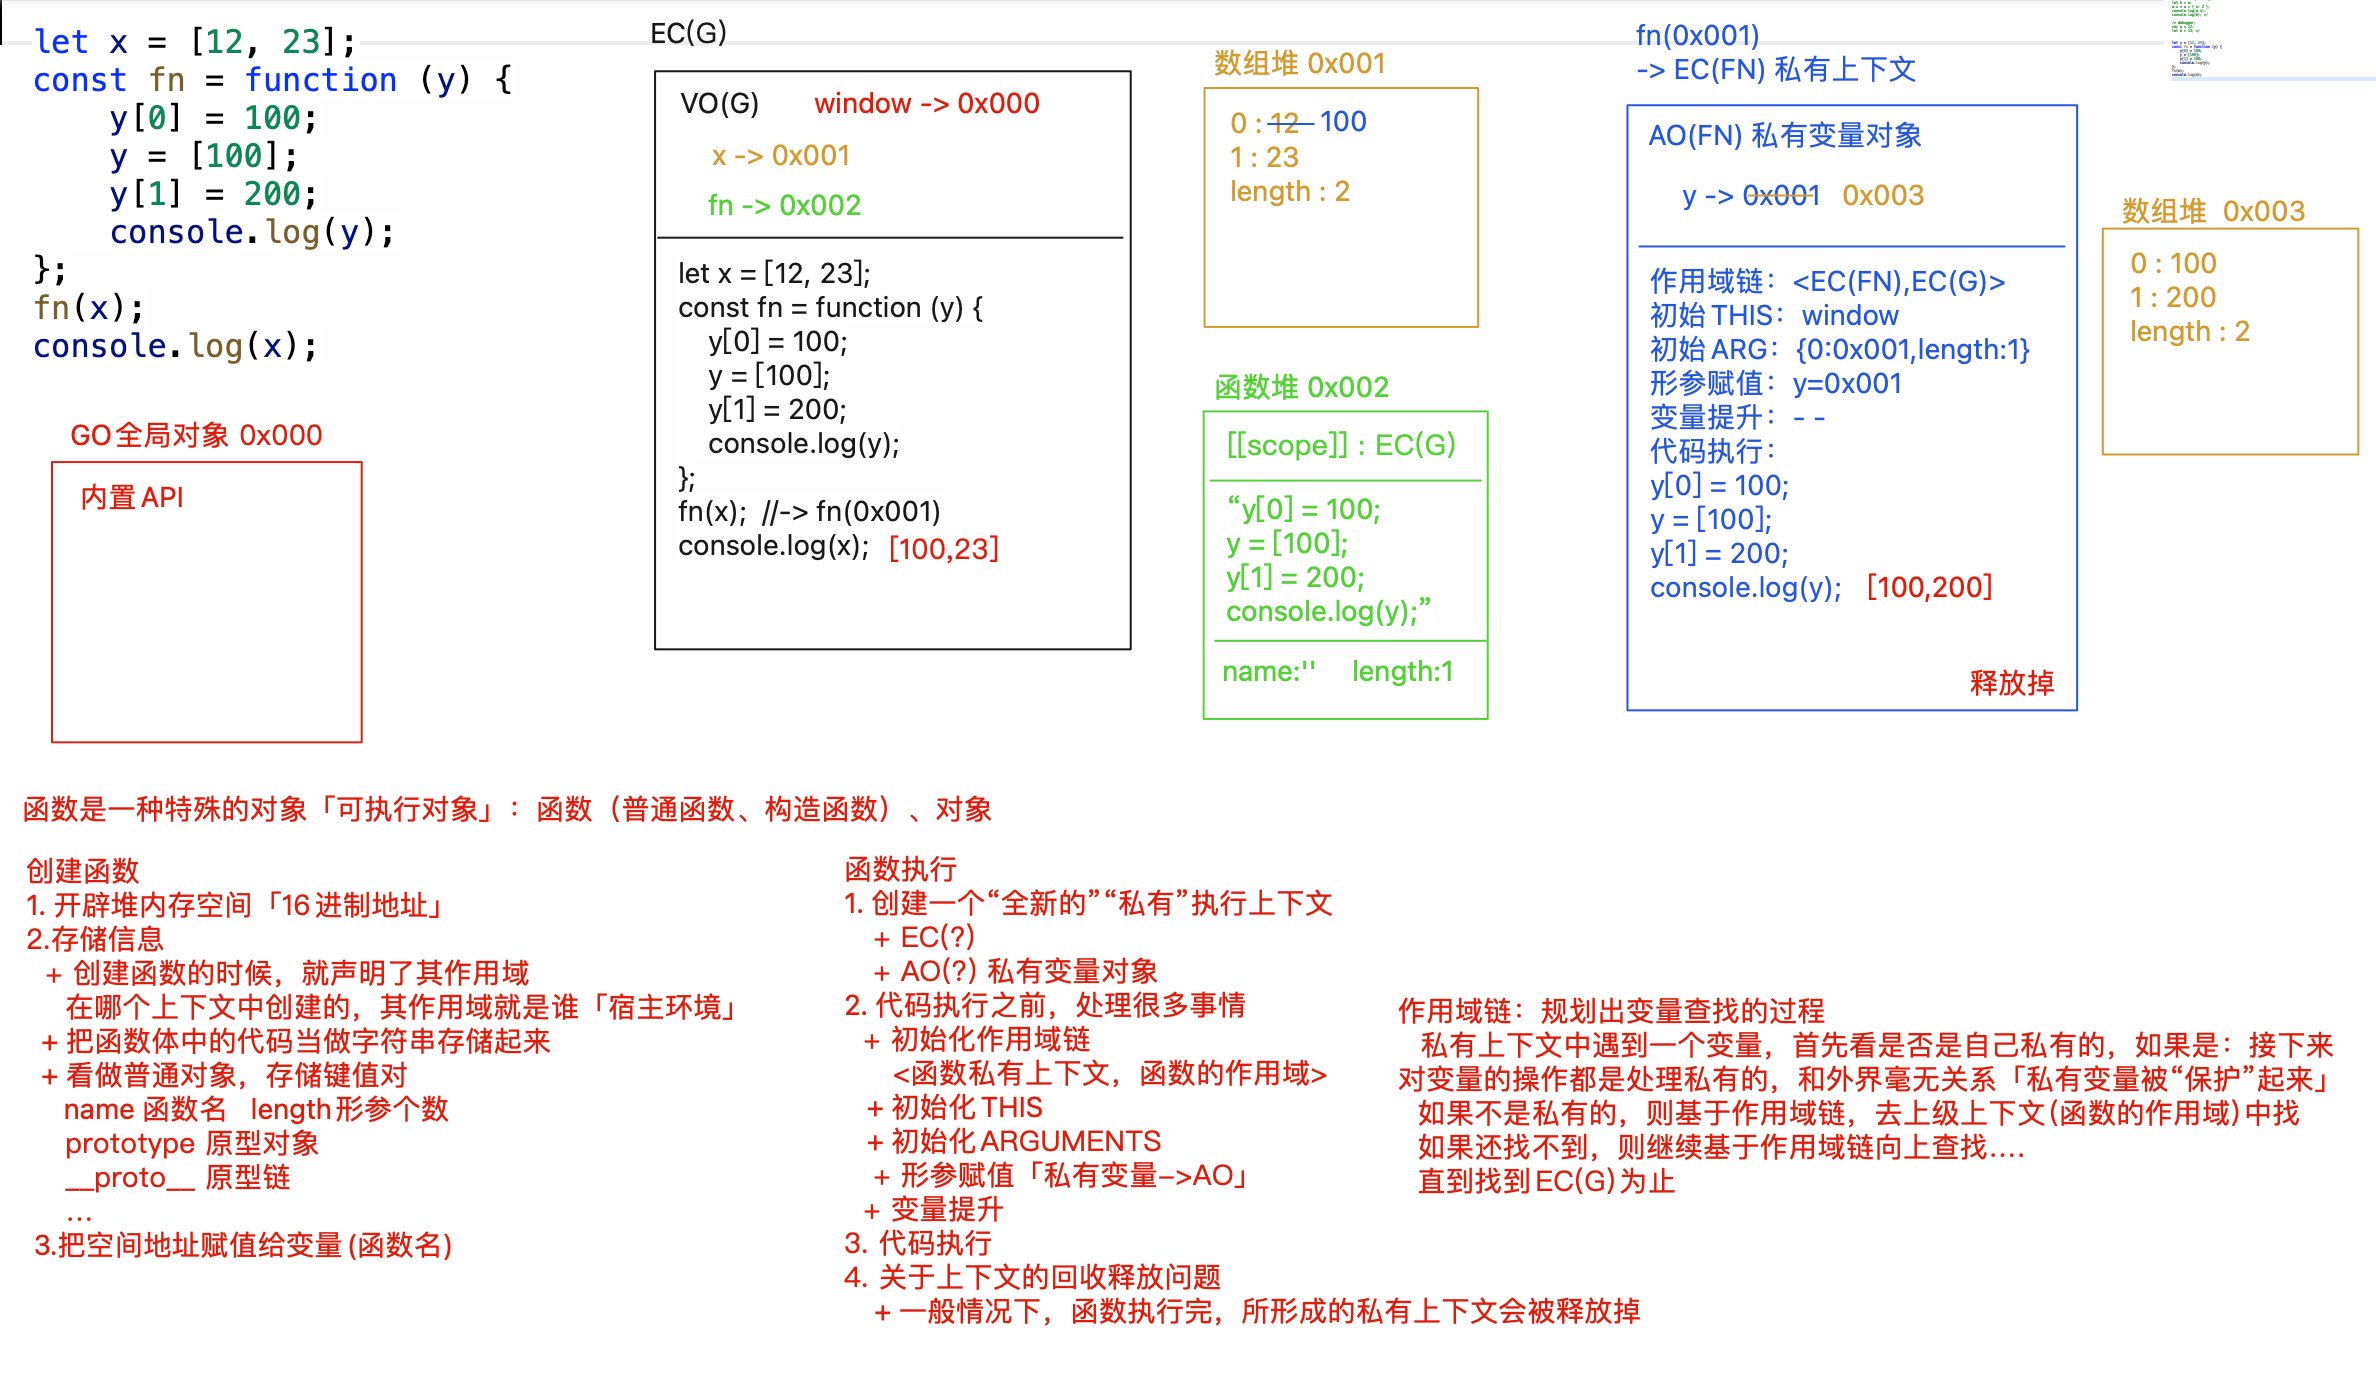 let x = [12, 23];
const fn = function (y) {
    y[0] = 100;
    y = [100];
    y[1] = 200;
    console.log(y);
};
fn(x);
console.log(x);
GO全局对象 0x000
内置API
EC(G)
VO(G) window -> 0x000
x -> 0x001
fn -> 0x002
let x = [12, 23];
const fn = function (y) {
    y[0] = 100;
    y = [100];
    y[1] = 200;
    console.log(y);
};
fn(x); //-> fn(0x001)
console.log(x); [100,23]
数组堆 0x001
0 : 12 100
1 : 23
length : 2
函数堆 0x002
[[scope]] : EC(G)
“y[0] = 100;
y = [100];
y[1] = 200;
console.log(y);”
name:'' length:1
fn(0x001)
-> EC(FN) 私有上下文
AO(FN) 私有变量对象
y -> 0x001 0x003
作用域链：<EC(FN),EC(G)>
初始THIS：window
初始ARG：{0:0x001,length:1}
形参赋值：y=0x001
变量提升：- -
代码执行：
y[0] = 100;
y = [100];
y[1] = 200;
console.log(y); [100,200]
释放掉
数组堆 0x003
0 : 100
1 : 200
length : 2
函数是一种特殊的对象「可执行对象」：函数（普通函数、构造函数）、对象
创建函数
1. 开辟堆内存空间「16进制地址」
2.存储信息
+ 创建函数的时候，就声明了其作用域
在哪个上下文中创建的，其作用域就是谁「宿主环境」
+ 把函数体中的代码当做字符串存储起来
+ 看做普通对象，存储键值对
name 函数名 length形参个数
prototype 原型对象
__proto__ 原型链
...
3.把空间地址赋值给变量(函数名)
函数执行
1. 创建一个“全新的”“私有”执行上下文
+ EC(?)
+ AO(?) 私有变量对象
2. 代码执行之前，处理很多事情
+ 初始化作用域链
<函数私有上下文，函数的作用域>
+ 初始化THIS
+ 初始化ARGUMENTS
+ 形参赋值「私有变量->AO」
+ 变量提升
3. 代码执行
4. 关于上下文的回收释放问题
+ 一般情况下，函数执行完，所形成的私有上下文会被释放掉
作用域链：规划出变量查找的过程
私有上下文中遇到一个变量，首先看是否是自己私有的，如果是：接下来
对变量的操作都是处理私有的，和外界毫无关系「私有变量被“保护”起来」
如果不是私有的，则基于作用域链，去上级上下文(函数的作用域)中找
如果还找不到，则继续基于作用域链向上查找....
直到找到EC(G)为止